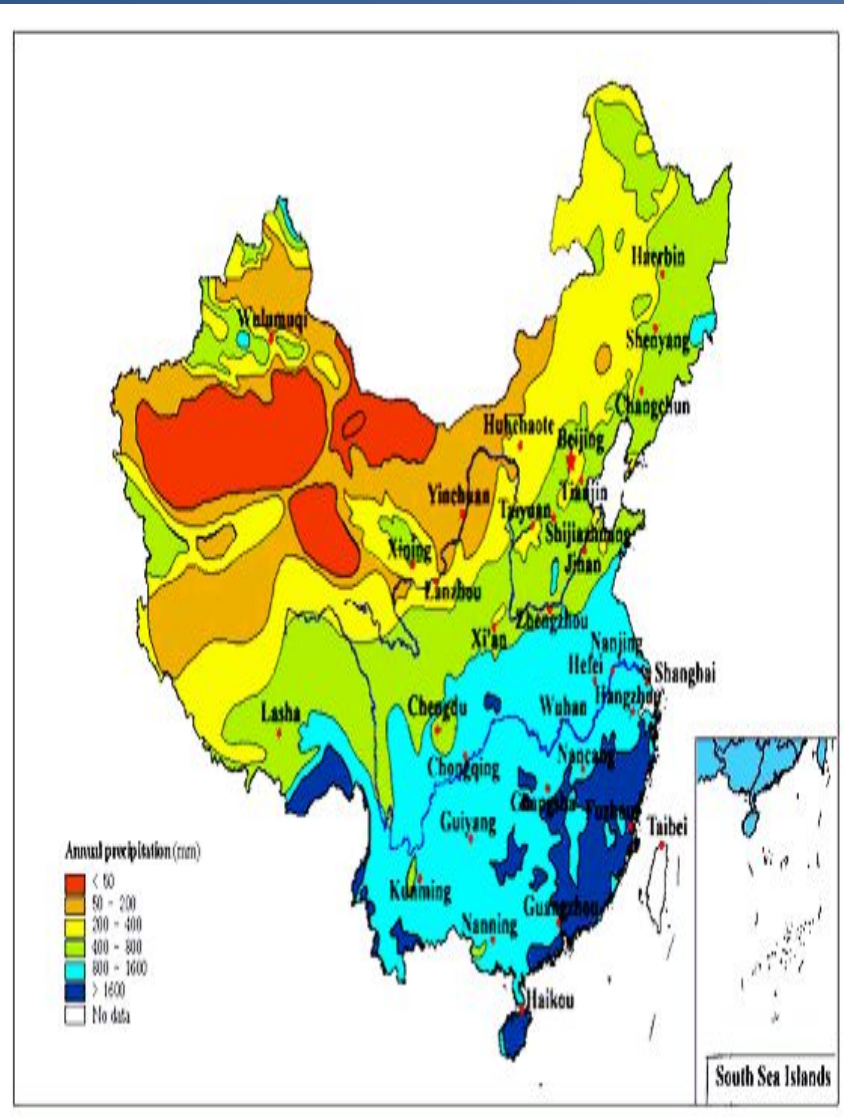 Haerbin
Wulumuqi
Shenyang
Changchun
Huhehaote
Beijing
Yinchuan
Tianjin
Taiyuan
Shijiazhuang
Xining
Jinan
Lanzhou
Zhengzhou
Xi'an
Nanjing
Hefei
Shanghai
Hangzhou
Lasha
Chengdu
Wuhan
Nancang
Chongqing
Changsha
Fuzhou
Guiyang
Taibei
Annual precipitation (mm)
< 50
50 - 200
200 - 400
400 - 800
800 - 1600
> 1600
No data
Kunming
Guangzhou
Nanning
Haikou
South Sea Islands